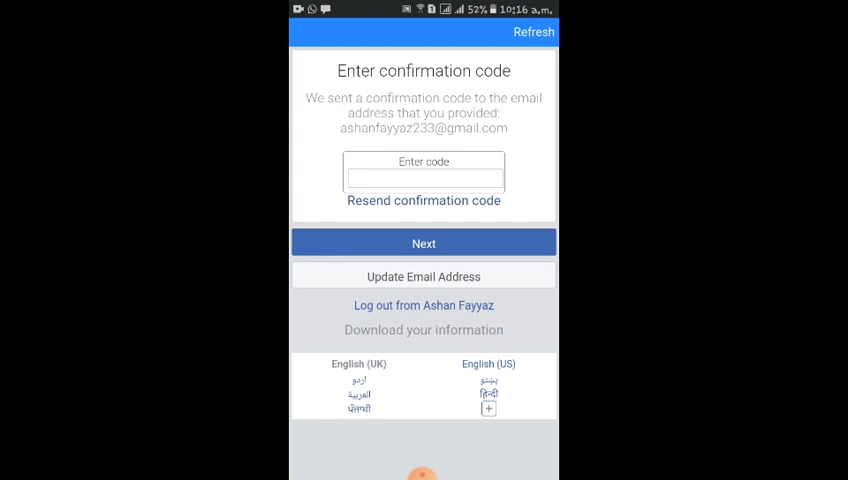 52% 10:16 a.m.
Refresh
Enter confirmation code
We sent a confirmation code to the email
address that you provided:
ashanfayyaz233@gmail.com
Enter code
Resend confirmation code
Next
Update Email Address
Log out from Ashan Fayyaz
Download your information
English (UK) English (US)
اردو پښتو
العربية हिन्दी
ਪੰਜਾਬੀ +